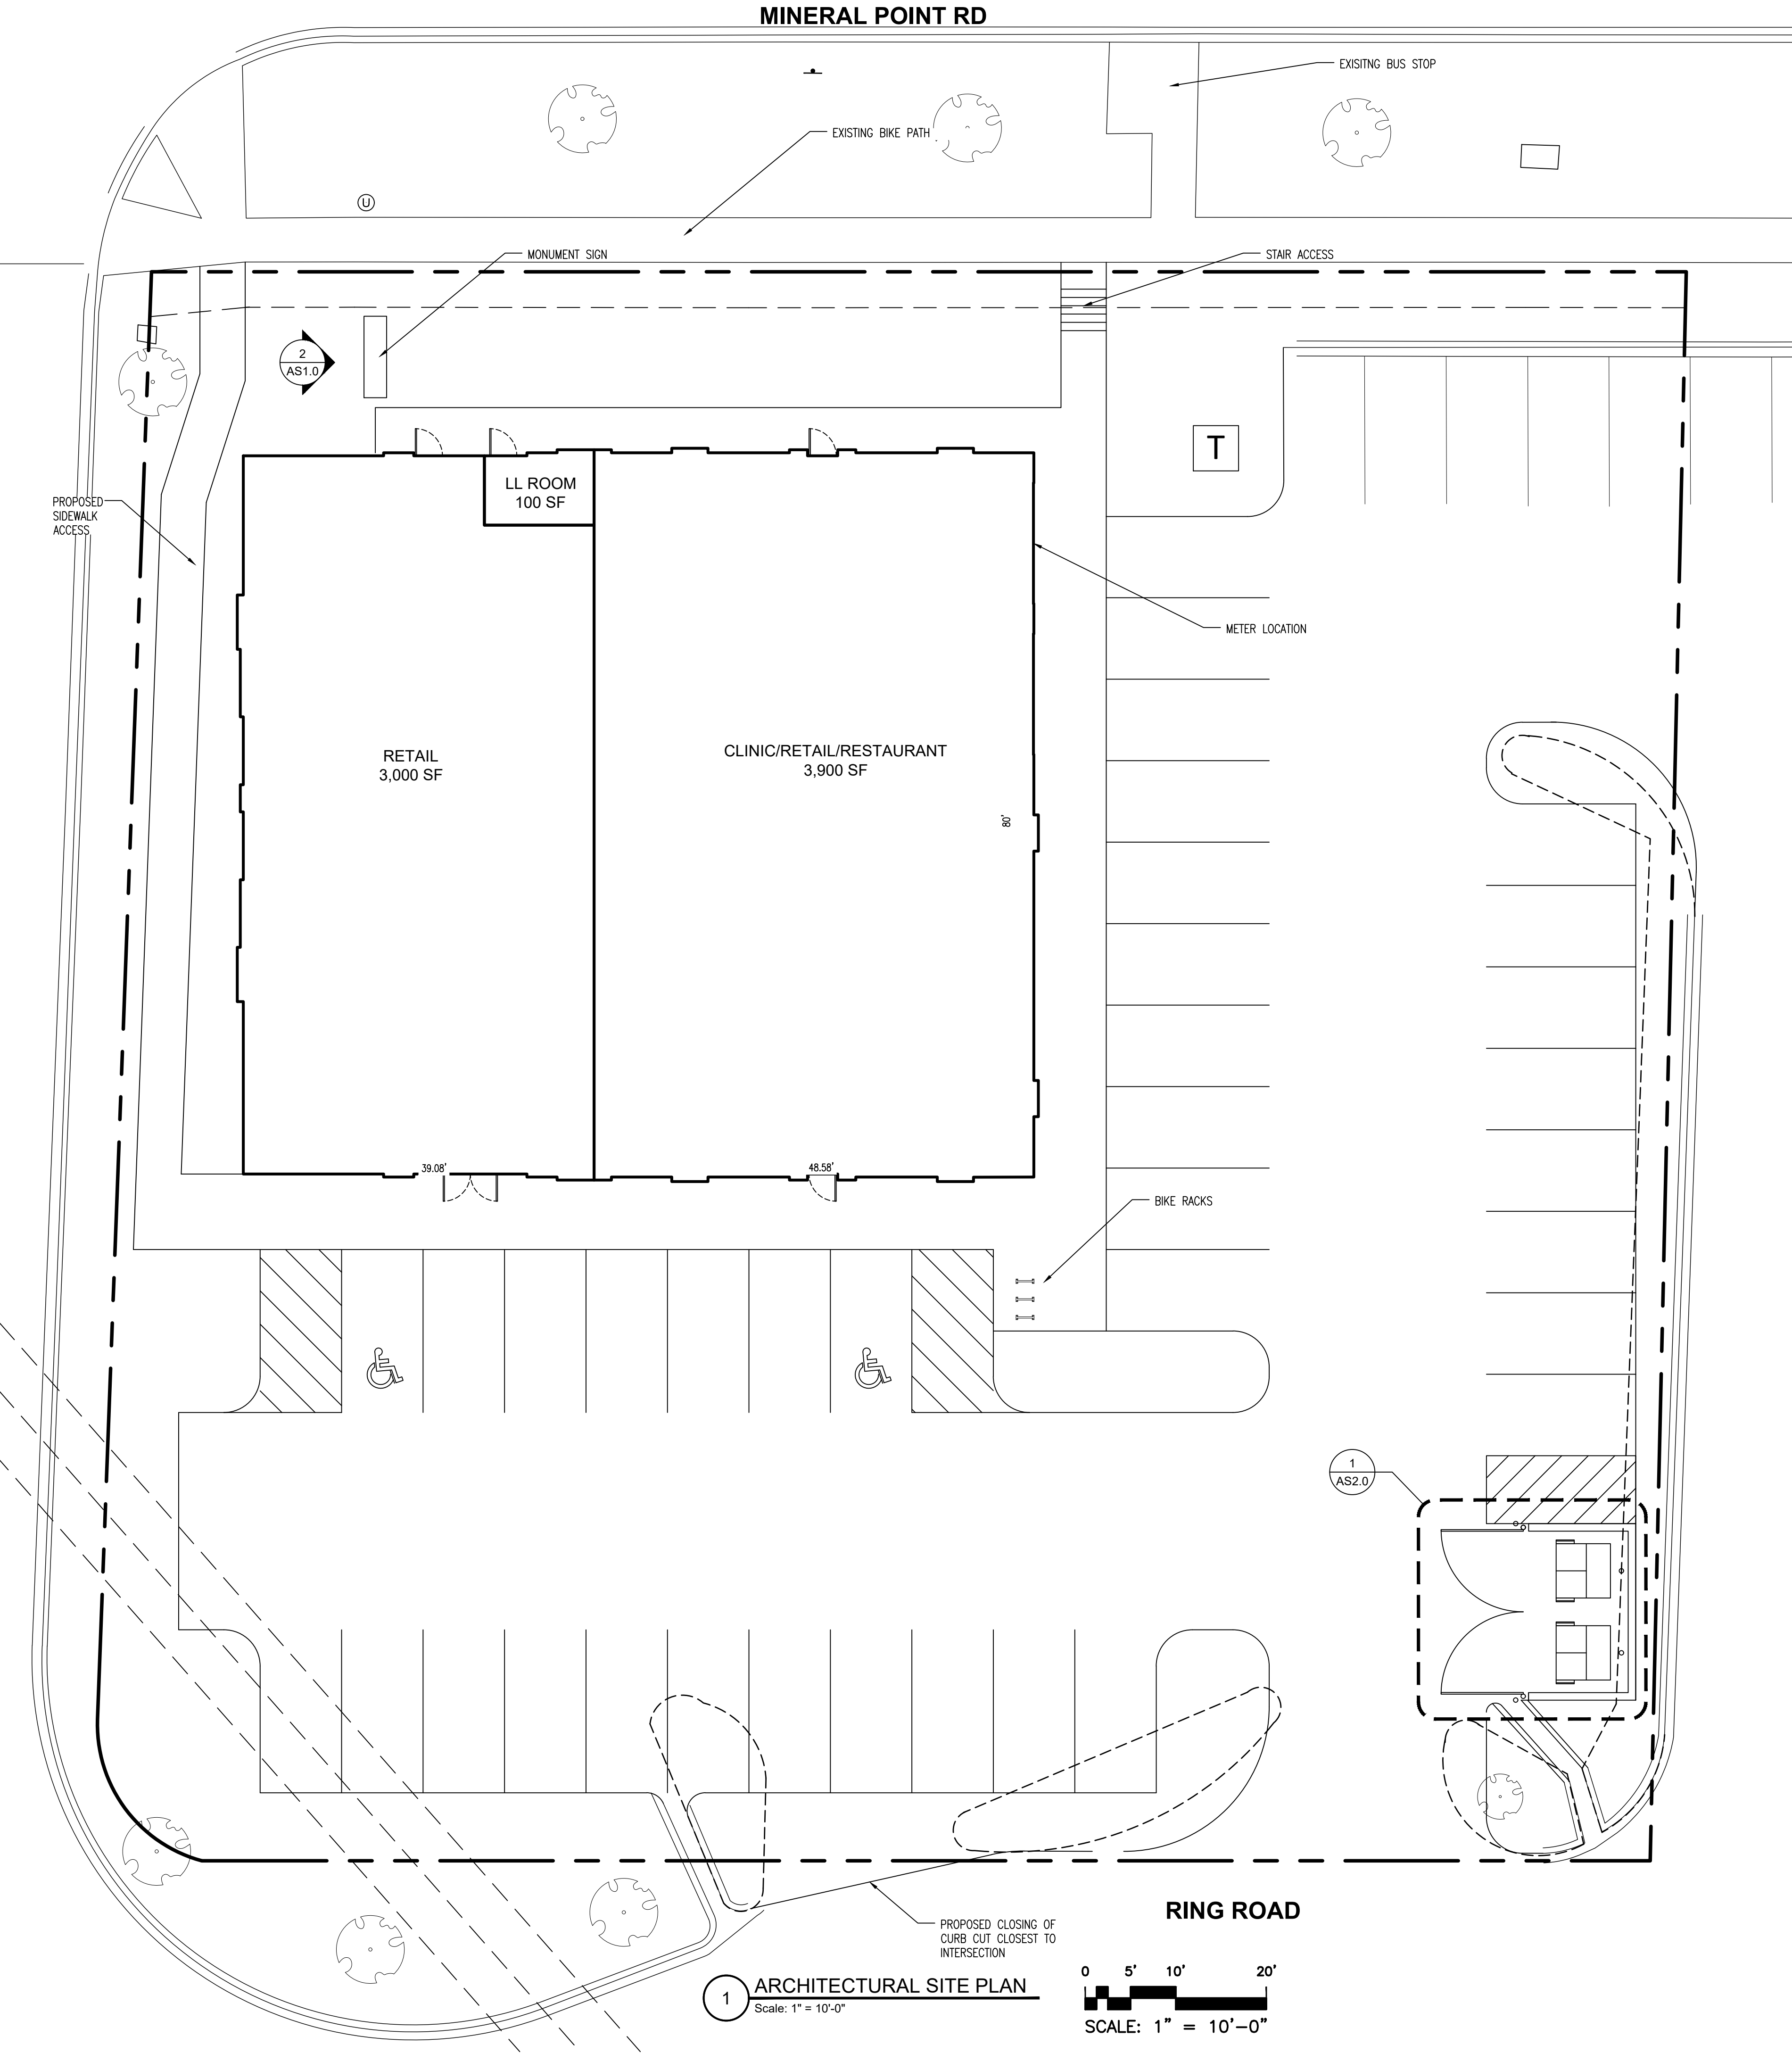 MINERAL POINT RD
EXISITNG BUS STOP
EXISTING BIKE PATH
U
MONUMENT SIGN
STAIR ACCESS
2
AS1.0
T
LL ROOM
100 SF
PROPOSED
SIDEWALK
ACCESS
METER LOCATION
RETAIL
3,000 SF
CLINIC/RETAIL/RESTAURANT
3,900 SF
80'
39.08'
48.58'
BIKE RACKS
1
AS2.0
RING ROAD
PROPOSED CLOSING OF
CURB CUT CLOSEST TO
INTERSECTION
1
ARCHITECTURAL SITE PLAN
Scale: 1" = 10'-0"
0 5' 10' 20'
SCALE: 1" = 10'-0"